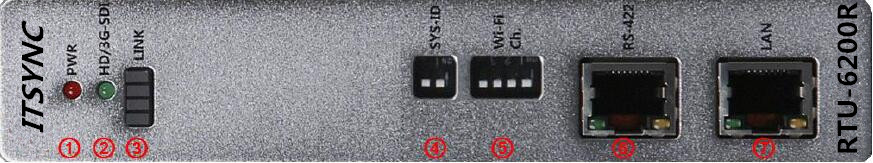 ITSYNC
PWR
HD/3G-SDI
LINK
SYS-ID
Wi-Fi
Ch.
RS-422
LAN
RTU-6200R
①
②
③
④
⑤
⑥
⑦